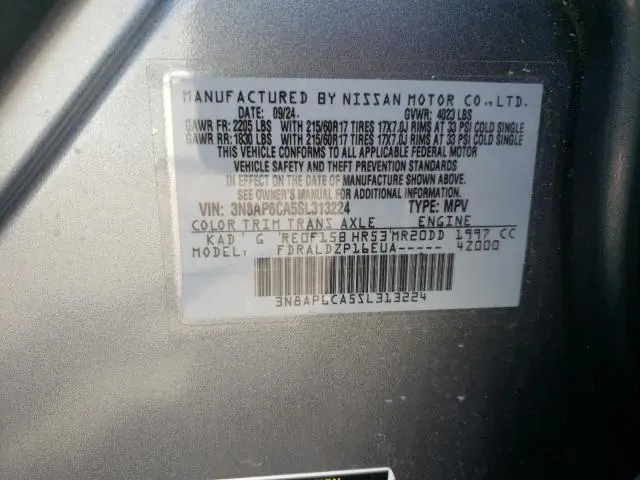 MANUFACTURED BY NISSAN MOTOR CO.,LTD.
DATE: 09/24. GVWR: 4023 LBS
GAWR FR: 2205 LBS WITH 215/60R17 TIRES 17X7.0J RIMS AT 33 PSI COLD SINGLE
GAWR RR: 1830 LBS WITH 215/60R17 TIRES 17X7.0J RIMS AT 33 PSI COLD SINGLE
THIS VEHICLE CONFORMS TO ALL APPLICABLE FEDERAL MOTOR
VEHICLE SAFETY AND THEFT PREVENTION STANDARDS
IN EFFECT ON THE DATE OF MANUFACTURE SHOWN ABOVE.
SEE OWNER'S MANUAL FOR ADDITIONAL INFORMATION.
VIN: 3N8AP6CA5SL313224 TYPE: MPV
COLOR TRIM TRANS AXLE ENGINE
KAD G RE0F15B HR53 MR20DD 1997 CC
MODEL: FDRALDZP16EUA----- 42000
3N8AP6CA5SL313224